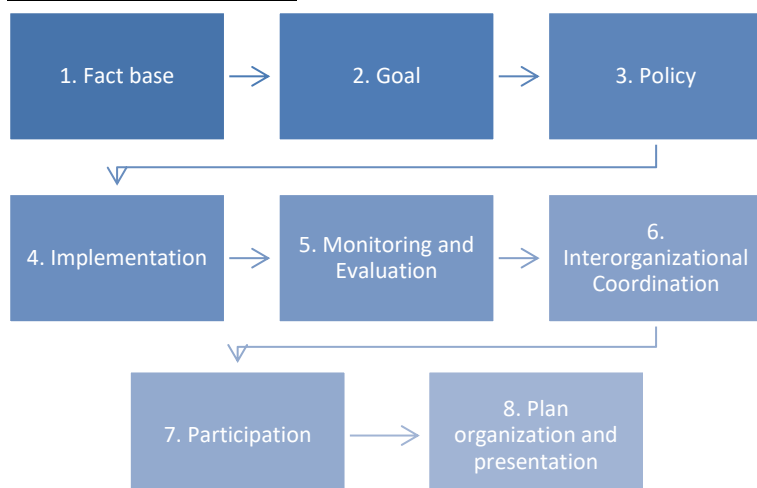 1. Fact base
2. Goal
3. Policy
4. Implementation
5. Monitoring and
Evaluation
6.
Interorganizational
Coordination
7. Participation
8. Plan
organization and
presentation